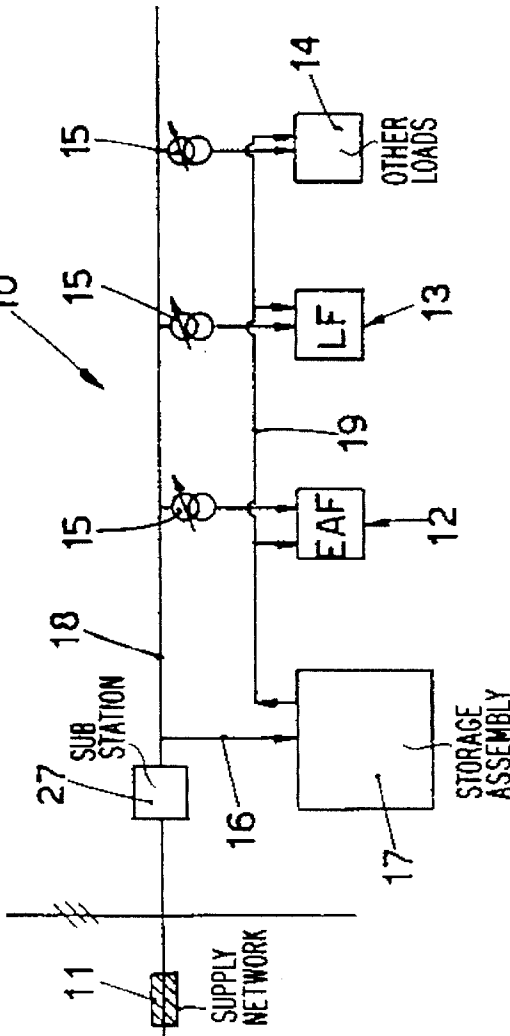 10
11
SUPPLY
NETWORK
27
SUB
STATION
18
15
15
15
16
17
STORAGE
ASSEMBLY
19
EAF
12
LF
13
14
OTHER
LOADS